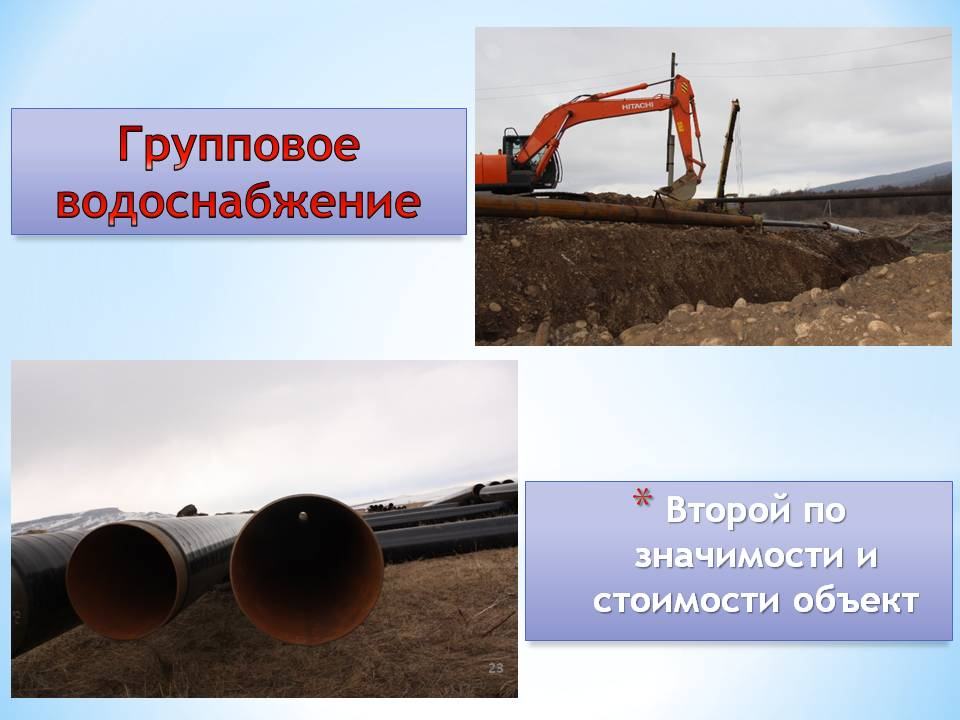 Групповое
водоснабжение
HITACHI
* Второй по
значимости и
стоимости объект
23